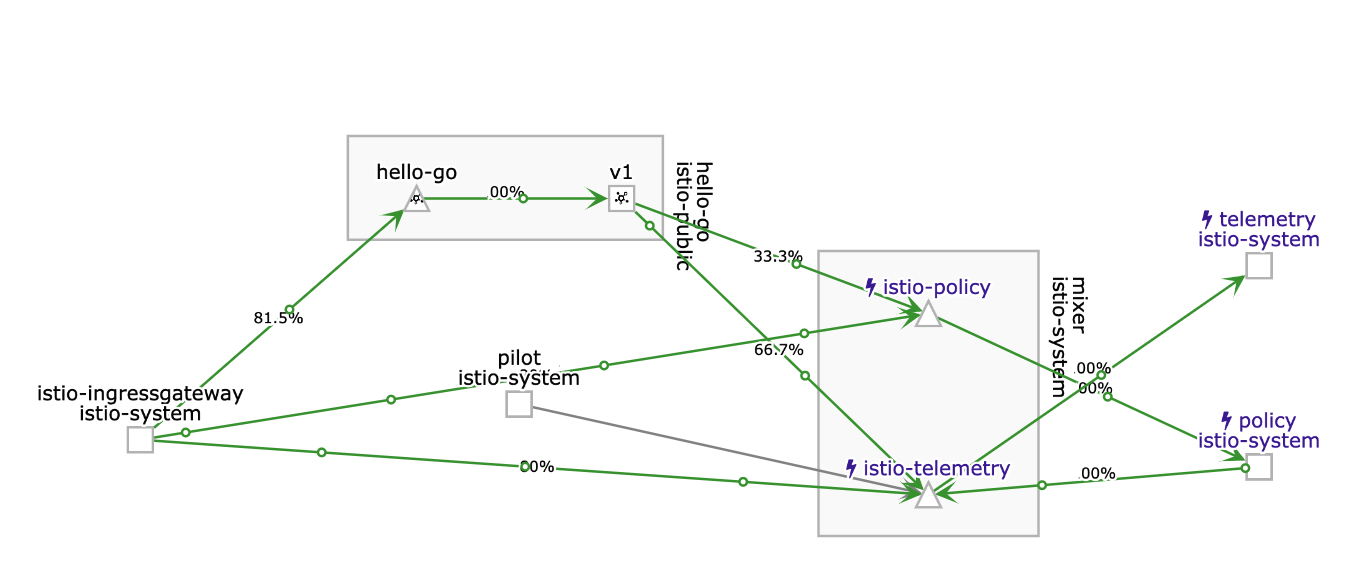 hello-go
v1
00%
hello-go
istio-public
telemetry
istio-system
33.3%
istio-policy
mixer
istio-system
81.5%
66.7%
pilot
istio-system
.00%
00%
istio-ingressgateway
istio-system
policy
istio-system
istio-telemetry
00%
.00%